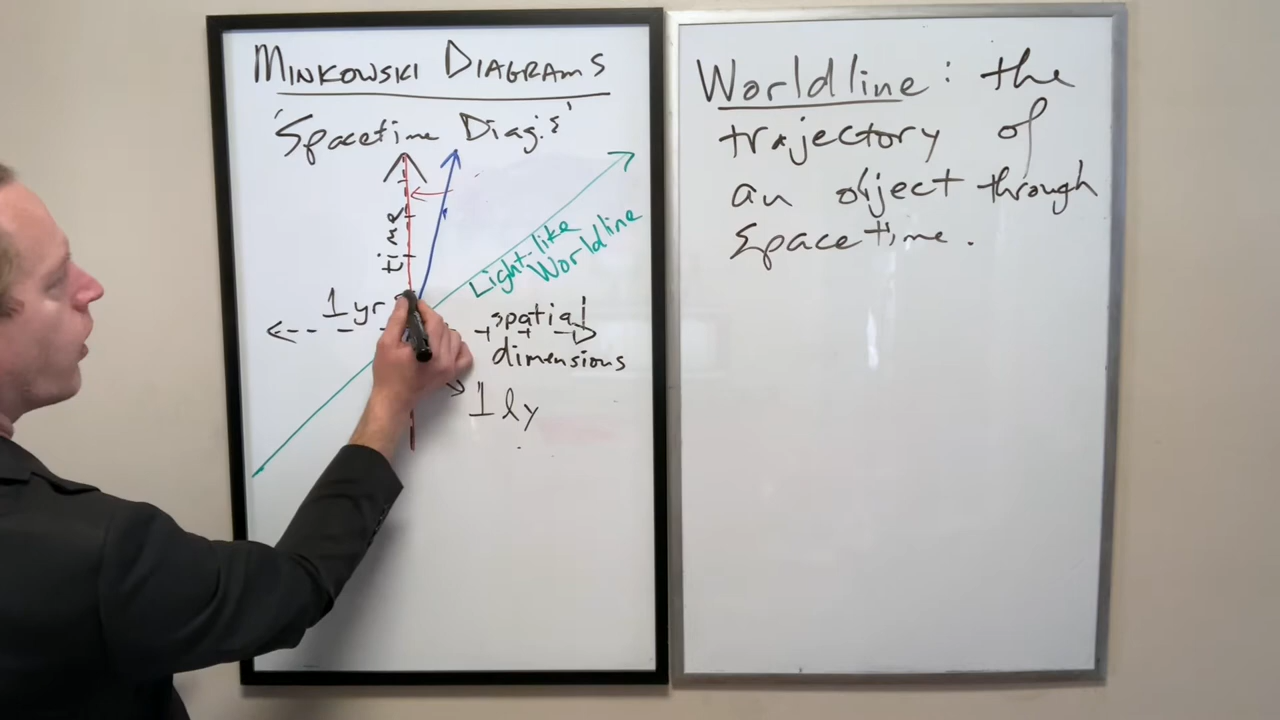 MINKOWSKI DIAGRAMS
'Spacetime Diag.s'
time
Light-like
Worldline
1 yr
spatial
dimensions
1 ly
Worldline: the
trajectory of
an object through
spacetime.